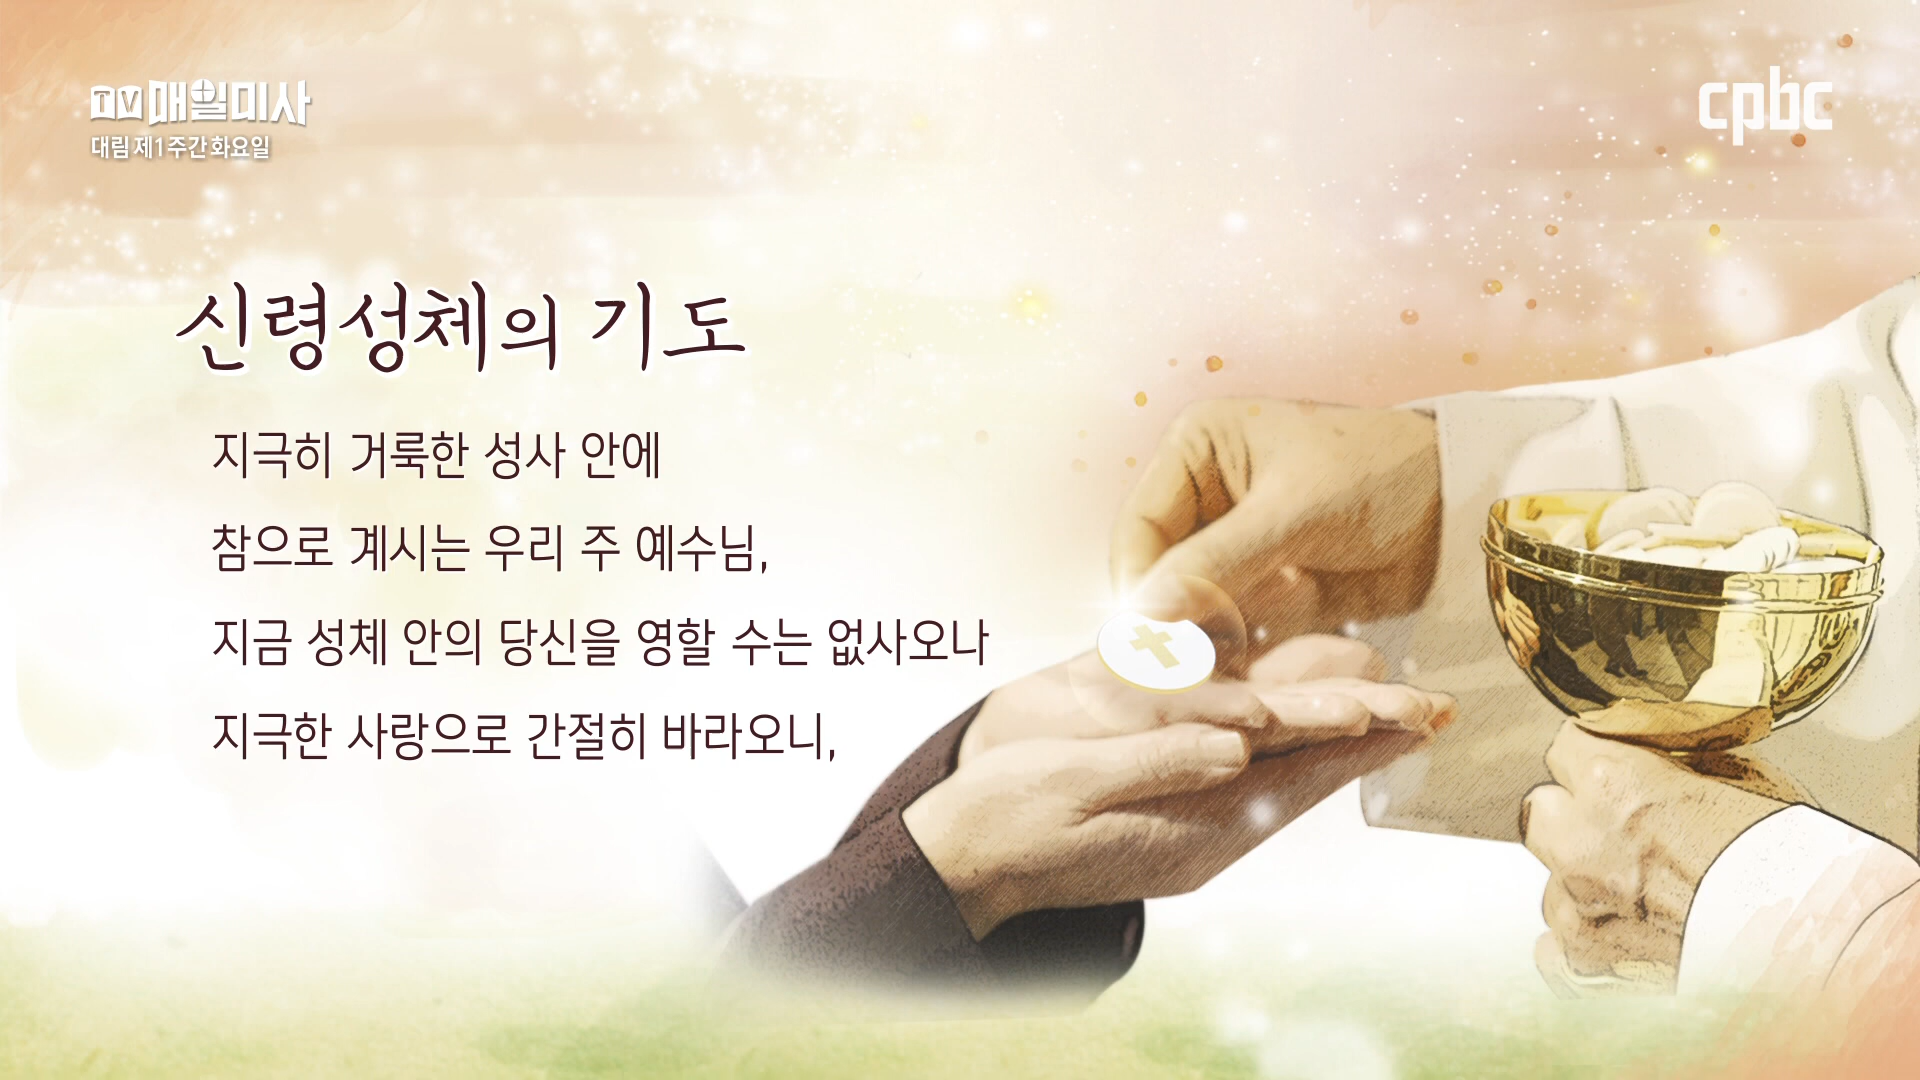 TV매일미사
대림 제1주간 화요일
cpbc
신령성체의 기도
지극히 거룩한 성사 안에
참으로 계시는 우리 주 예수님,
지금 성체 안의 당신을 영할 수는 없사오나
지극한 사랑으로 간절히 바라오니,